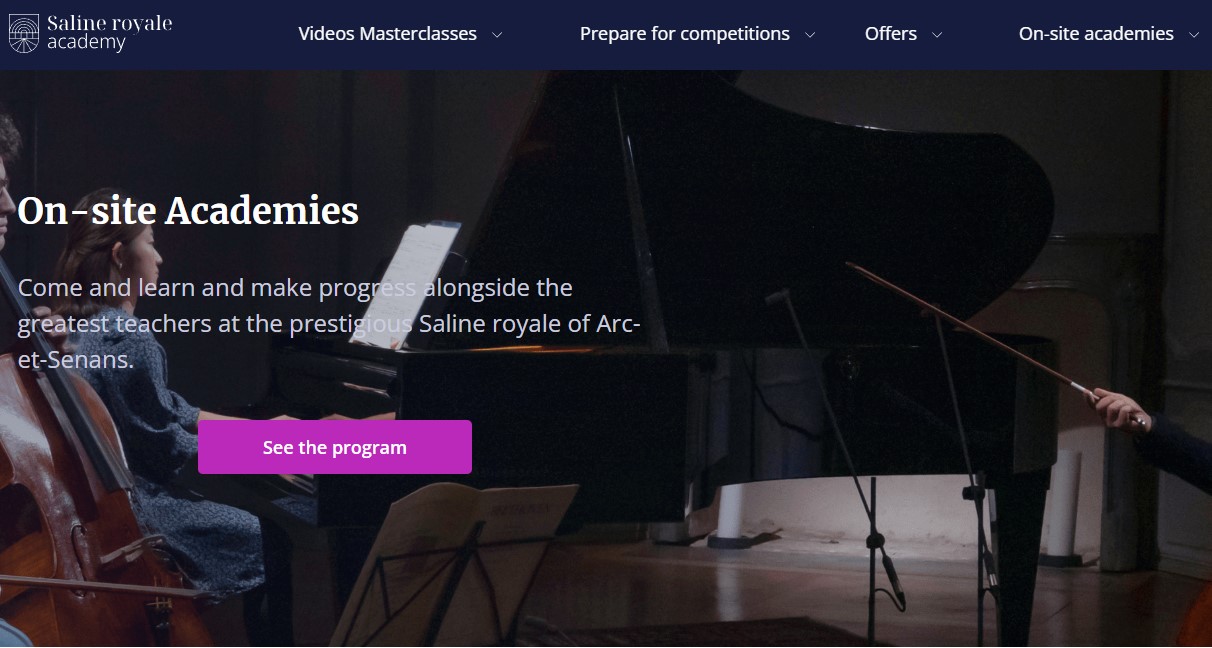 Saline royale
academy
Videos Masterclasses
Prepare for competitions
Offers
On-site academies
On-site Academies
Come and learn and make progress alongside the
greatest teachers at the prestigious Saline royale of Arc-
et-Senans.
See the program